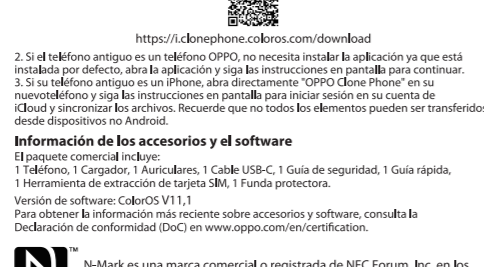 https://i.clonephone.coloros.com/download
2. Si el teléfono antiguo es un teléfono OPPO, no necesita instalar la aplicación ya que está
instalada por defecto, abra la aplicación y siga las instrucciones en pantalla para continuar.
3. Si su teléfono antiguo es un iPhone, abra directamente "OPPO Clone Phone" en su
nuevoteléfono y siga las instrucciones en pantalla para iniciar sesión en su cuenta de
iCloud y sincronizar los archivos. Recuerde que no todos los elementos pueden ser transferidos
desde dispositivos no Android.
Información de los accesorios y el software
El paquete comercial incluye:
1 Teléfono, 1 Cargador, 1 Auriculares, 1 Cable USB-C, 1 Guía de seguridad, 1 Guía rápida,
1 Herramienta de extracción de tarjeta SIM, 1 Funda protectora.
Versión de software: ColorOS V11,1
Para obtener la información más reciente sobre accesorios y software, consulta la
Declaración de conformidad (DoC) en www.oppo.com/en/certification.
TM
N-Mark es una marca comercial o registrada de NFC Forum, Inc. en los